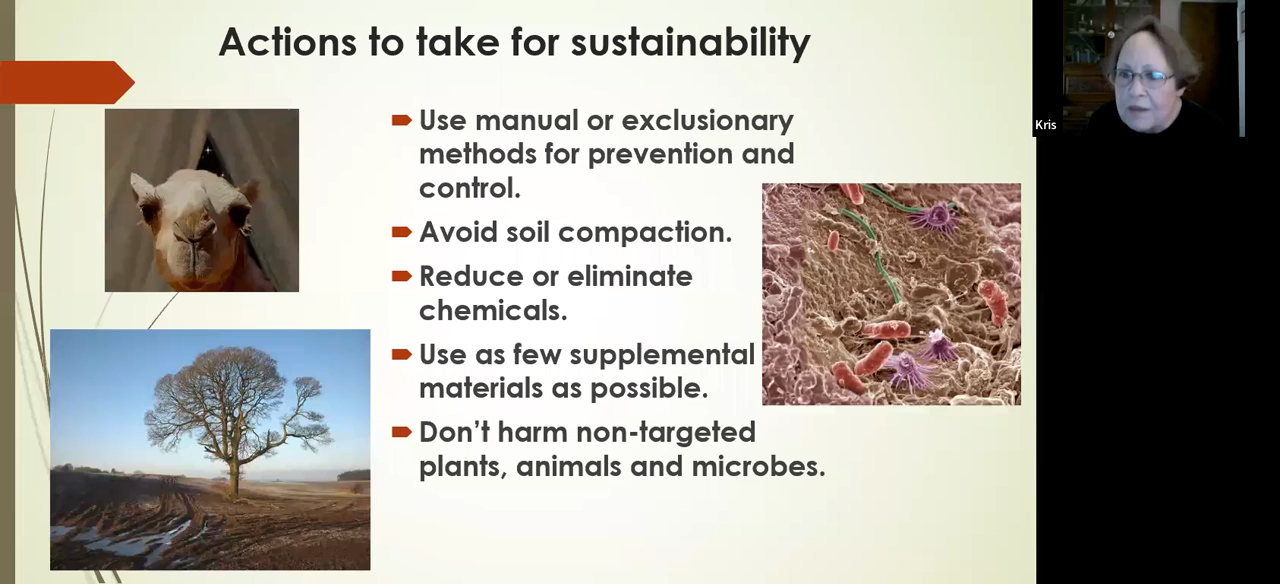 Actions to take for sustainability
Use manual or exclusionary
methods for prevention and
control.
Avoid soil compaction.
Reduce or eliminate
chemicals.
Use as few supplemental
materials as possible.
Don’t harm non-targeted
plants, animals and microbes.
Kris